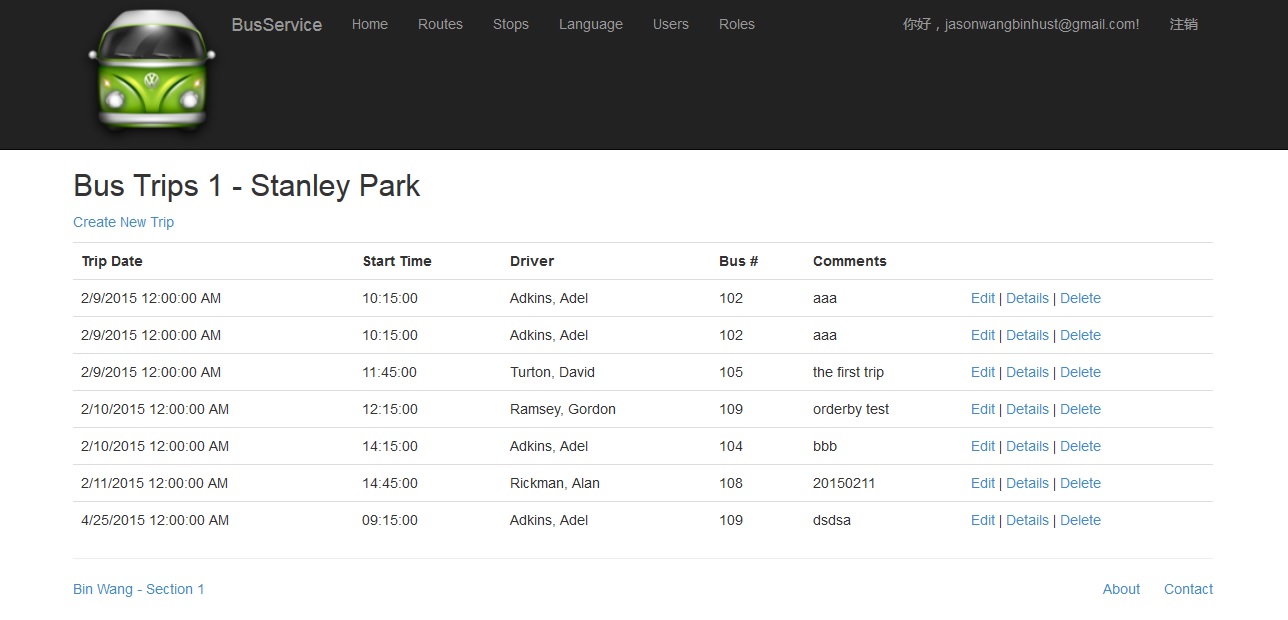 BusService Home Routes Stops Language Users Roles 你好，jasonwangbinhust@gmail.com! 注销
Bus Trips 1 - Stanley Park
Create New Trip
Trip Date Start Time Driver Bus # Comments
2/9/2015 12:00:00 AM 10:15:00 Adkins, Adel 102 aaa Edit | Details | Delete
2/9/2015 12:00:00 AM 10:15:00 Adkins, Adel 102 aaa Edit | Details | Delete
2/9/2015 12:00:00 AM 11:45:00 Turton, David 105 the first trip Edit | Details | Delete
2/10/2015 12:00:00 AM 12:15:00 Ramsey, Gordon 109 orderby test Edit | Details | Delete
2/10/2015 12:00:00 AM 14:15:00 Adkins, Adel 104 bbb Edit | Details | Delete
2/11/2015 12:00:00 AM 14:45:00 Rickman, Alan 108 20150211 Edit | Details | Delete
4/25/2015 12:00:00 AM 09:15:00 Adkins, Adel 109 dsdsa Edit | Details | Delete
Bin Wang - Section 1 About Contact